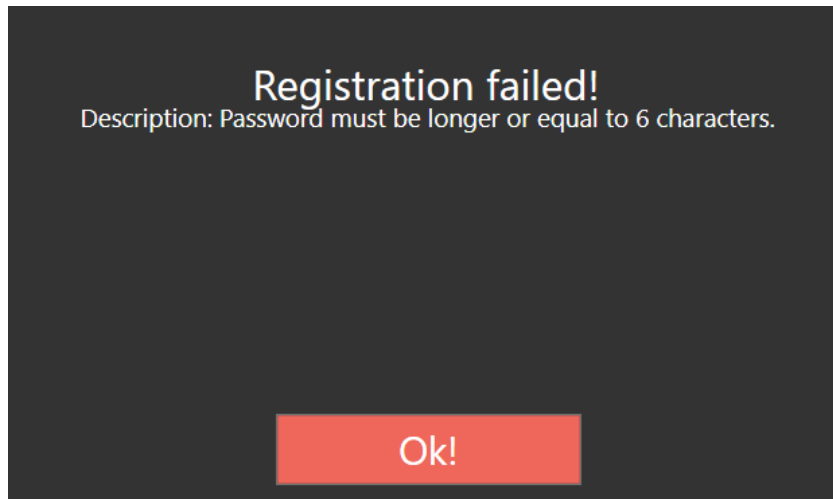 Registration failed!
Description: Password must be longer or equal to 6 characters.
Ok!